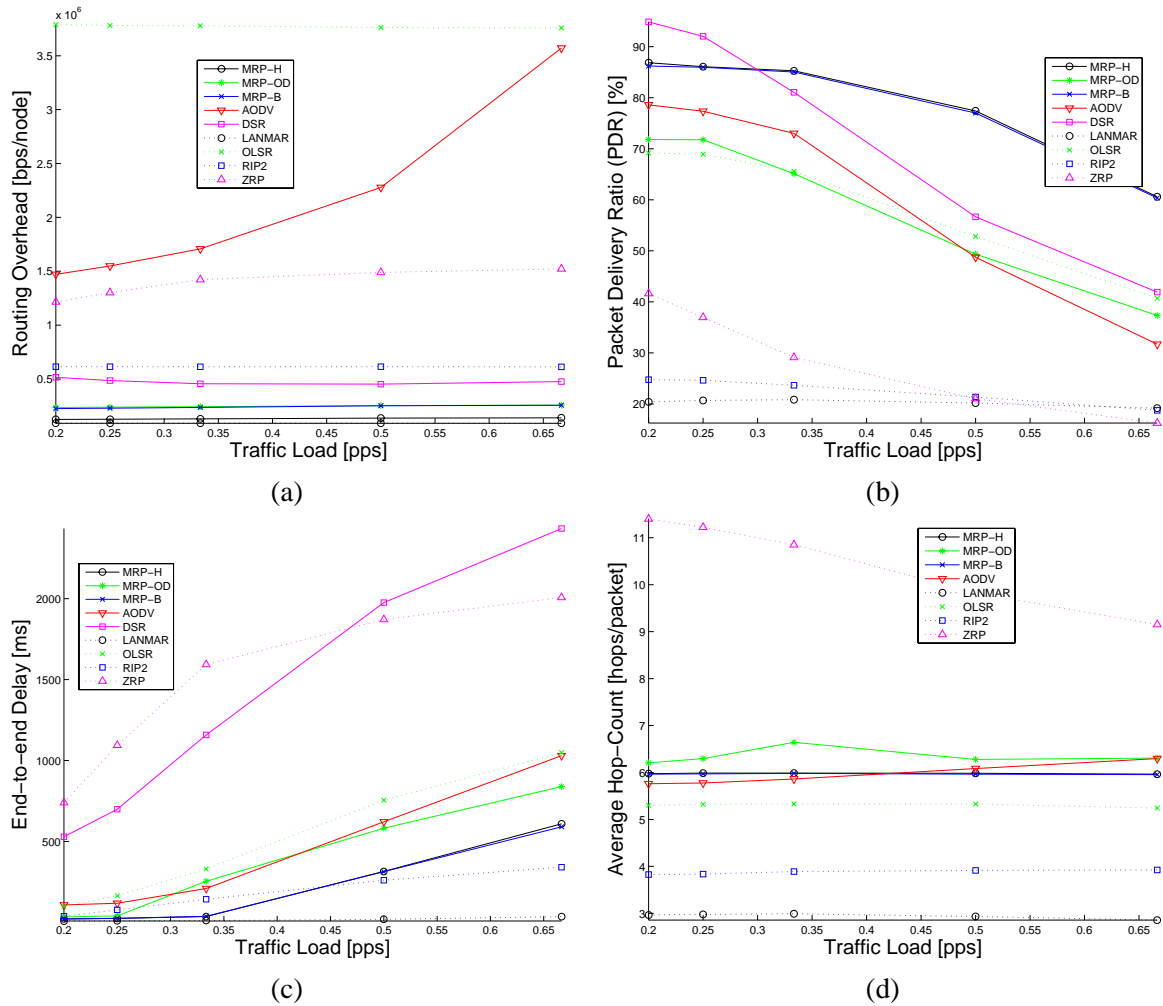 x 10^6
3.5
3
2.5
2
1.5
1
0.5
0.2 0.25 0.3 0.35 0.4 0.45 0.5 0.55 0.6 0.65
Routing Overhead [bps/node]
Traffic Load [pps]
MRP−H
MRP−OD
MRP−B
AODV
DSR
LANMAR
OLSR
RIP2
ZRP
(a)
90
80
70
60
50
40
30
20
0.2 0.25 0.3 0.35 0.4 0.45 0.5 0.55 0.6 0.65
Packet Delivery Ratio (PDR) [%]
Traffic Load [pps]
MRP−H
MRP−OD
MRP−B
AODV
DSR
LANMAR
OLSR
RIP2
ZRP
(b)
2000
1500
1000
500
0.2 0.25 0.3 0.35 0.4 0.45 0.5 0.55 0.6 0.65
End−to−end Delay [ms]
Traffic Load [pps]
MRP−H
MRP−OD
MRP−B
AODV
DSR
LANMAR
OLSR
RIP2
ZRP
(c)
11
10
9
8
7
6
5
4
3
0.2 0.25 0.3 0.35 0.4 0.45 0.5 0.55 0.6 0.65
Average Hop−Count [hops/packet]
Traffic Load [pps]
MRP−H
MRP−OD
MRP−B
AODV
LANMAR
OLSR
RIP2
ZRP
(d)